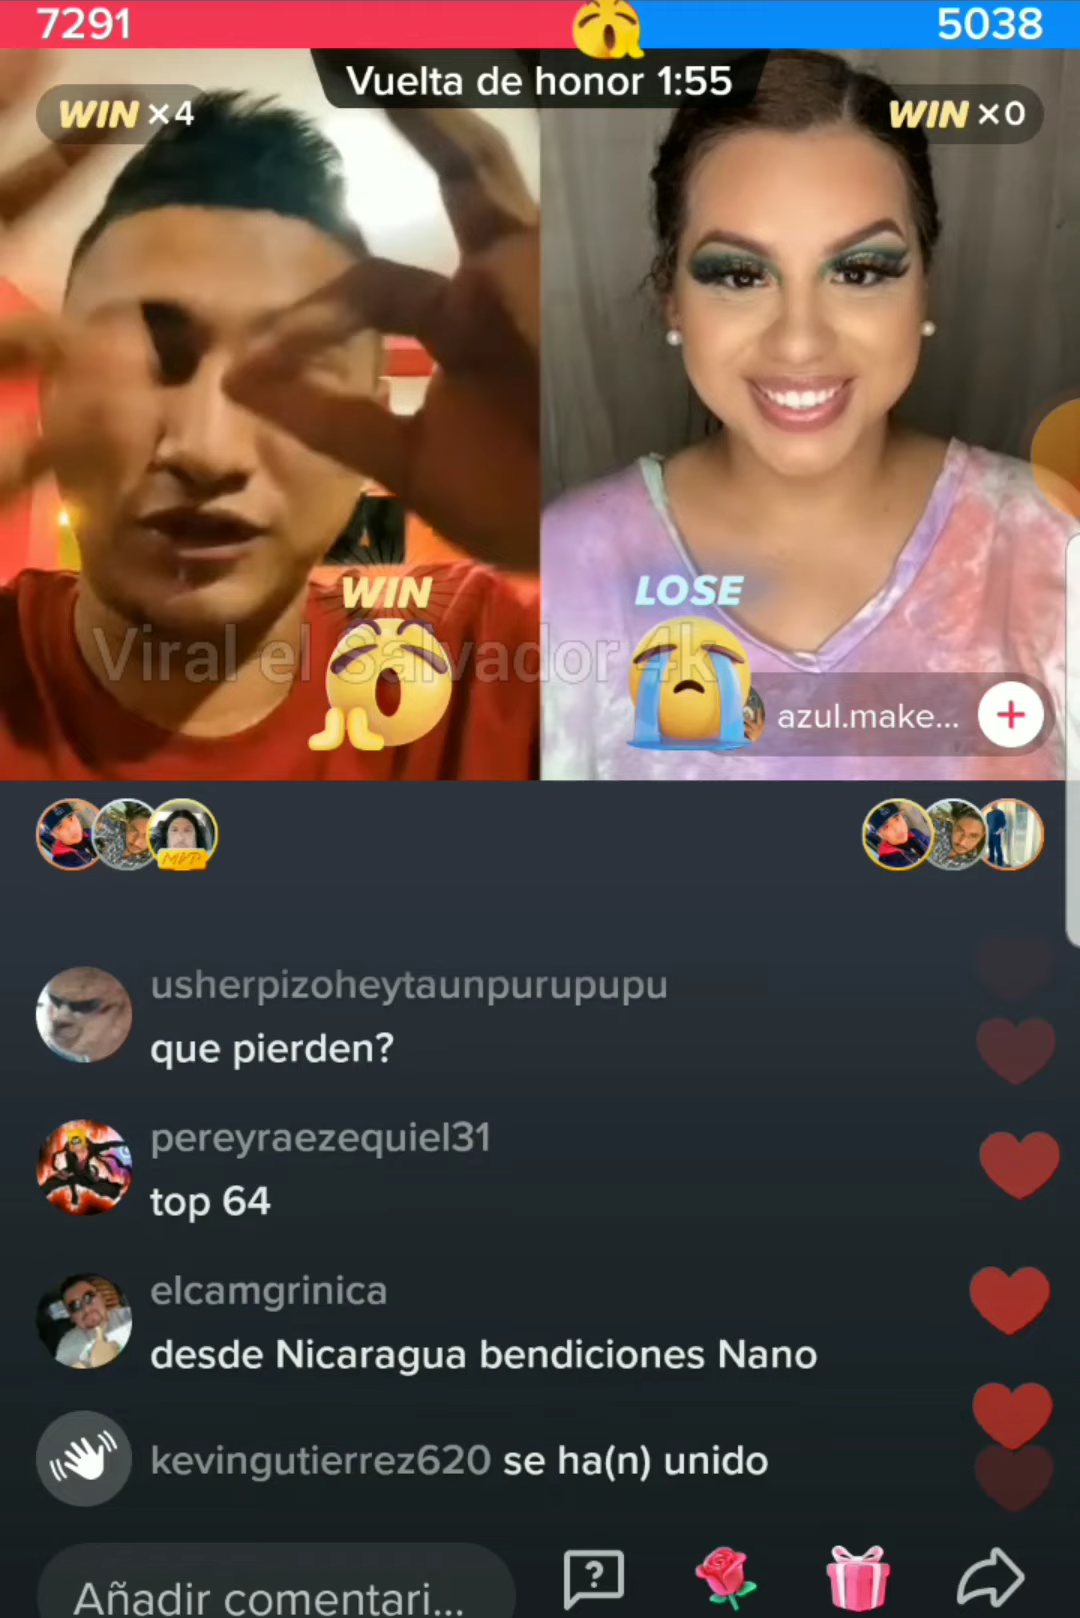 7291
5038
Vuelta de honor 1:55
WIN ×4
WIN ×0
WIN
LOSE
Viral el Salvador 4k
azul.make...
MVP
usherpizoheytaunpurupupu
que pierden?
pereyraezequiel31
top 64
elcamgrinica
desde Nicaragua bendiciones Nano
kevingutierrez620 se ha(n) unido
Añadir comentari...
?